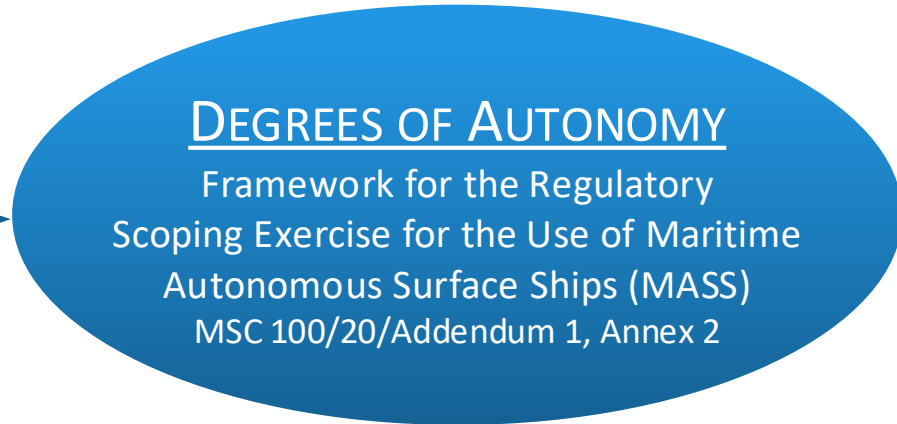 DEGREES OF AUTONOMY
Framework for the Regulatory
Scoping Exercise for the Use of Maritime
Autonomous Surface Ships (MASS)
MSC 100/20/Addendum 1, Annex 2